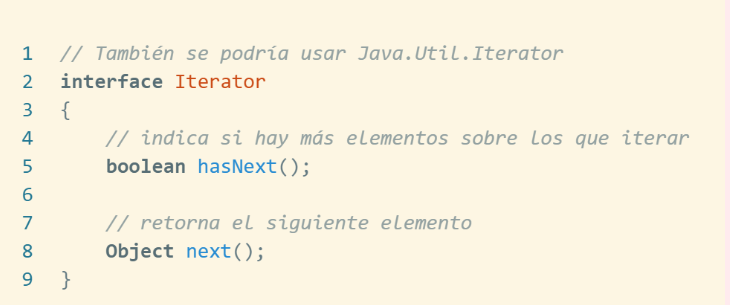 1 // También se podría usar Java.Util.Iterator
2 interface Iterator
3 {
4     // indica si hay más elementos sobre los que iterar
5     boolean hasNext();
6
7     // retorna el siguiente elemento
8     Object next();
9 }